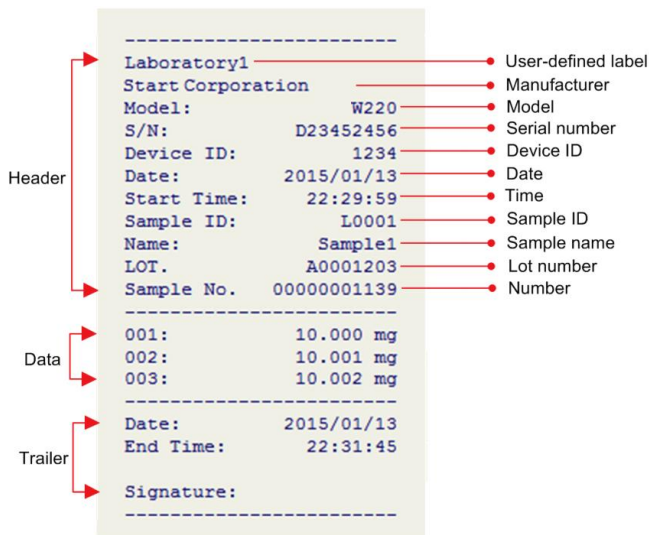 ------------------------
Laboratory1 User-defined label
Start Corporation Manufacturer
Model: W220 Model
S/N: D23452456 Serial number
Device ID: 1234 Device ID
Date: 2015/01/13 Date
Start Time: 22:29:59 Time
Header
Sample ID: L0001 Sample ID
Name: Sample1 Sample name
LOT. A0001203 Lot number
Sample No. 00000001139 Number
------------------------
001: 10.000 mg
Data
002: 10.001 mg
003: 10.002 mg
------------------------
Date: 2015/01/13
End Time: 22:31:45
Trailer
Signature:
------------------------